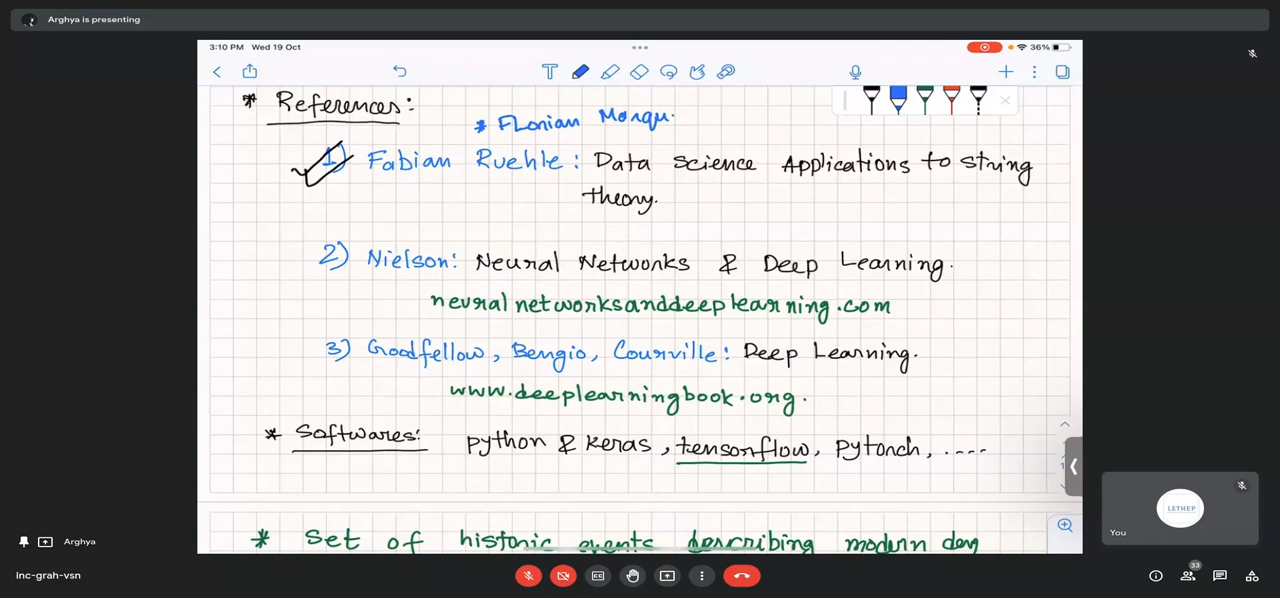 Arghya is presenting
3:10 PM Wed 19 Oct
36%
* References:
* Florian Marqu.
1) Fabian Ruehle: Data Science Applications to string
theory.
2) Nielson: Neural Networks & Deep Learning.
neuralnetworksanddeeplearning.com
3) Goodfellow, Bengio, Courville: Deep Learning.
www.deeplearningbook.org.
* Softwares: python & keras, tensorflow, Pytorch, ....
* Set of historic events describing modern day
LETHEP
You
Arghya
lnc-grah-vsn
33